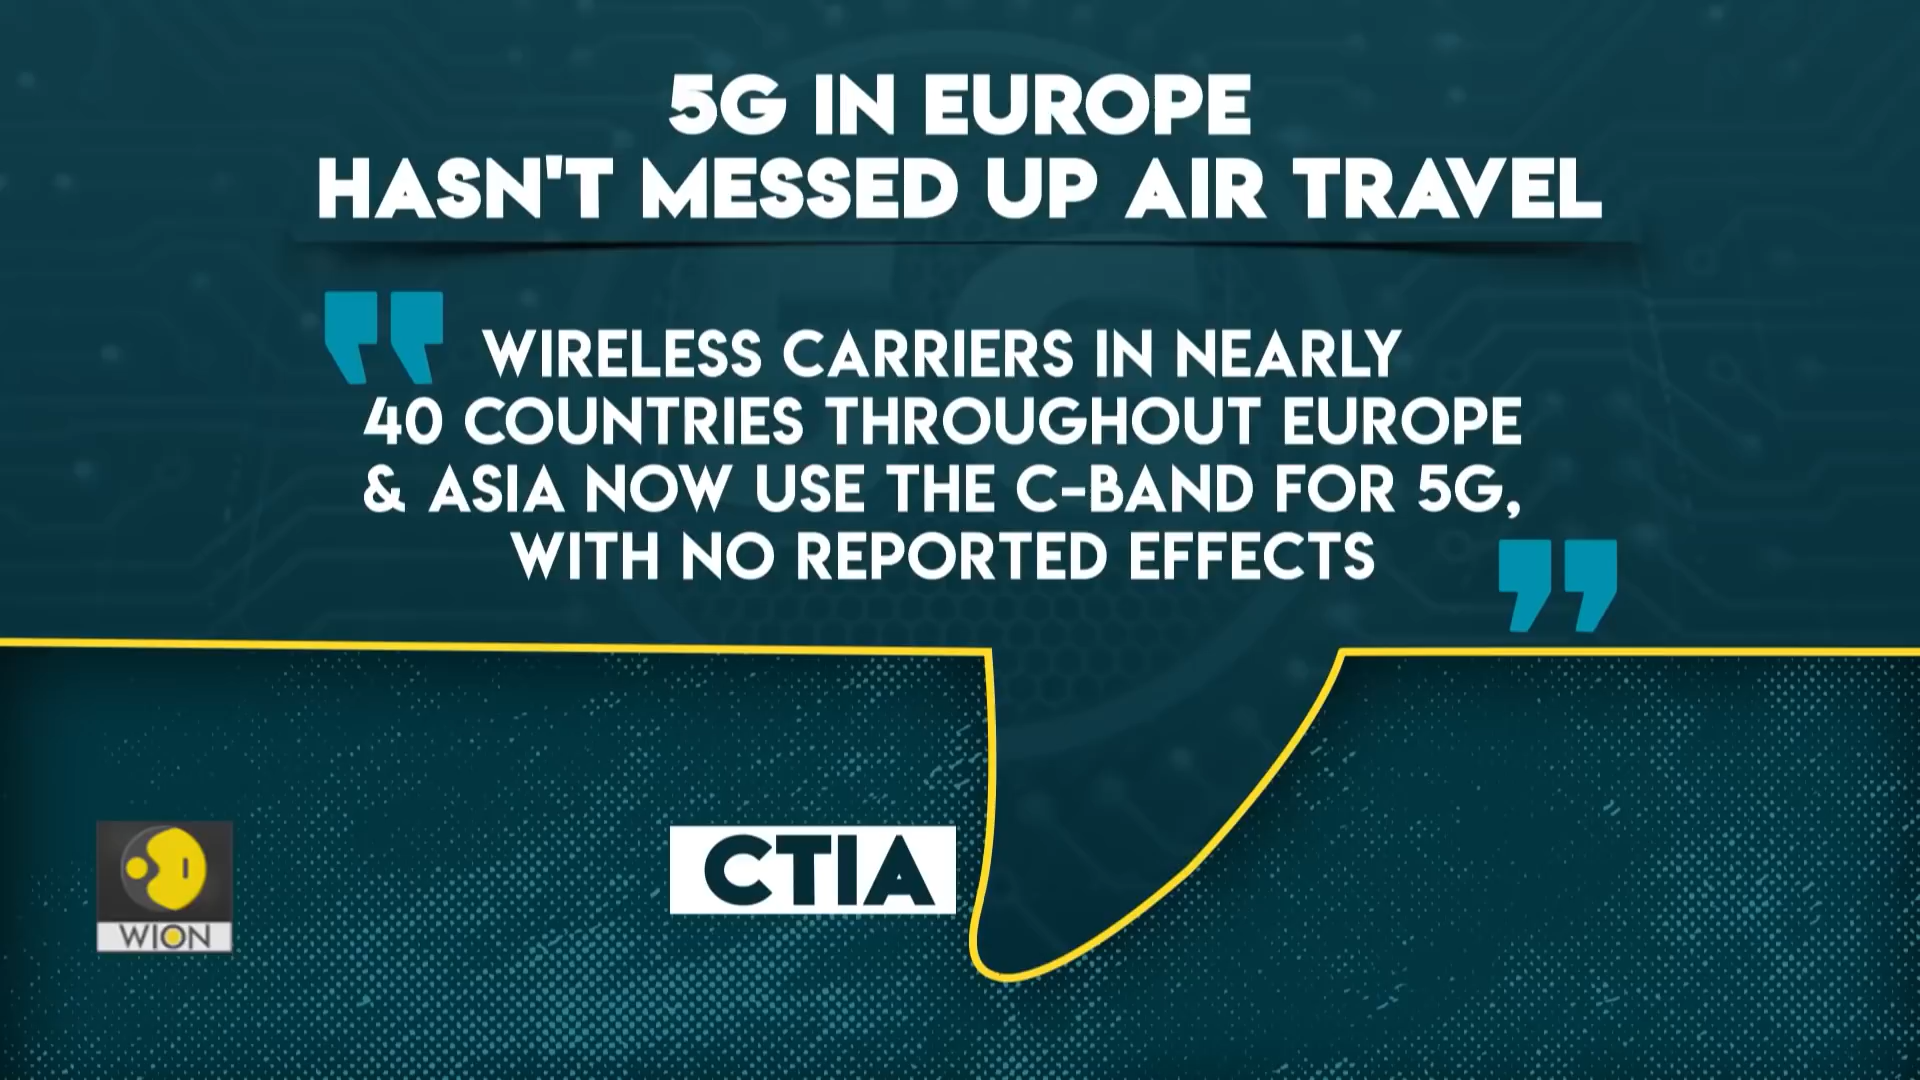 5G IN EUROPE
HASN'T MESSED UP AIR TRAVEL
" WIRELESS CARRIERS IN NEARLY
40 COUNTRIES THROUGHOUT EUROPE
& ASIA NOW USE THE C-BAND FOR 5G,
WITH NO REPORTED EFFECTS "
CTIA
WION